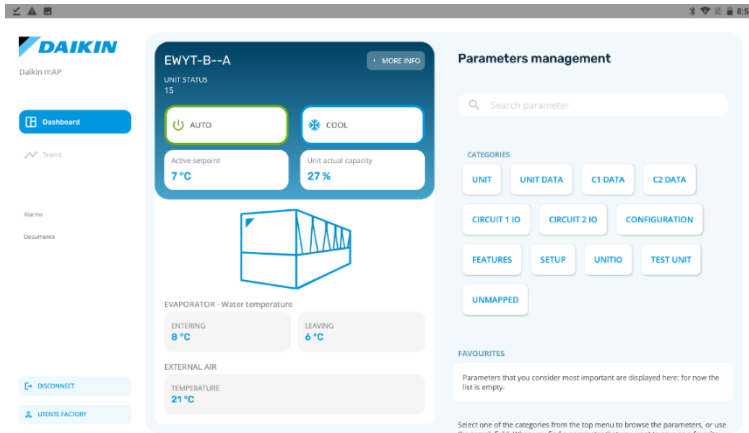 8:5
DAIKIN
Daikin mAP
Dashboard
Trend
Alarms
Documents
DISCONNECT
UTENTE FACTORY
EWYT-B--A
+ MORE INFO
UNIT STATUS
15
AUTO
COOL
Active setpoint
7 °C
Unit actual capacity
27 %
EVAPORATOR - Water temperature
ENTERING
8 °C
LEAVING
6 °C
EXTERNAL AIR
TEMPERATURE
21 °C
Parameters management
Search parameter
CATEGORIES
UNIT
UNIT DATA
C1 DATA
C2 DATA
CIRCUIT 1 IO
CIRCUIT 2 IO
CONFIGURATION
FEATURES
SETUP
UNITIO
TEST UNIT
UNMAPPED
FAVOURITES
Parameters that you consider most important are displayed here: for now the
list is empty.
Select one of the categories from the top menu to browse the parameters, or use